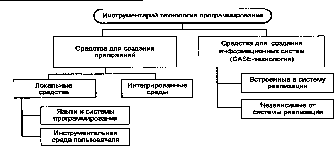 Инструментарий технологии программирования
Средства для создания
приложений
Средства для создания
информационных систем
(CASE-технологии)
Локальные
средства
Интегрированные
среды
Встроенные в систему
реализации
Языки и системы
программирования
Независимые от
системы реализации
Инструментальная
среда пользователя